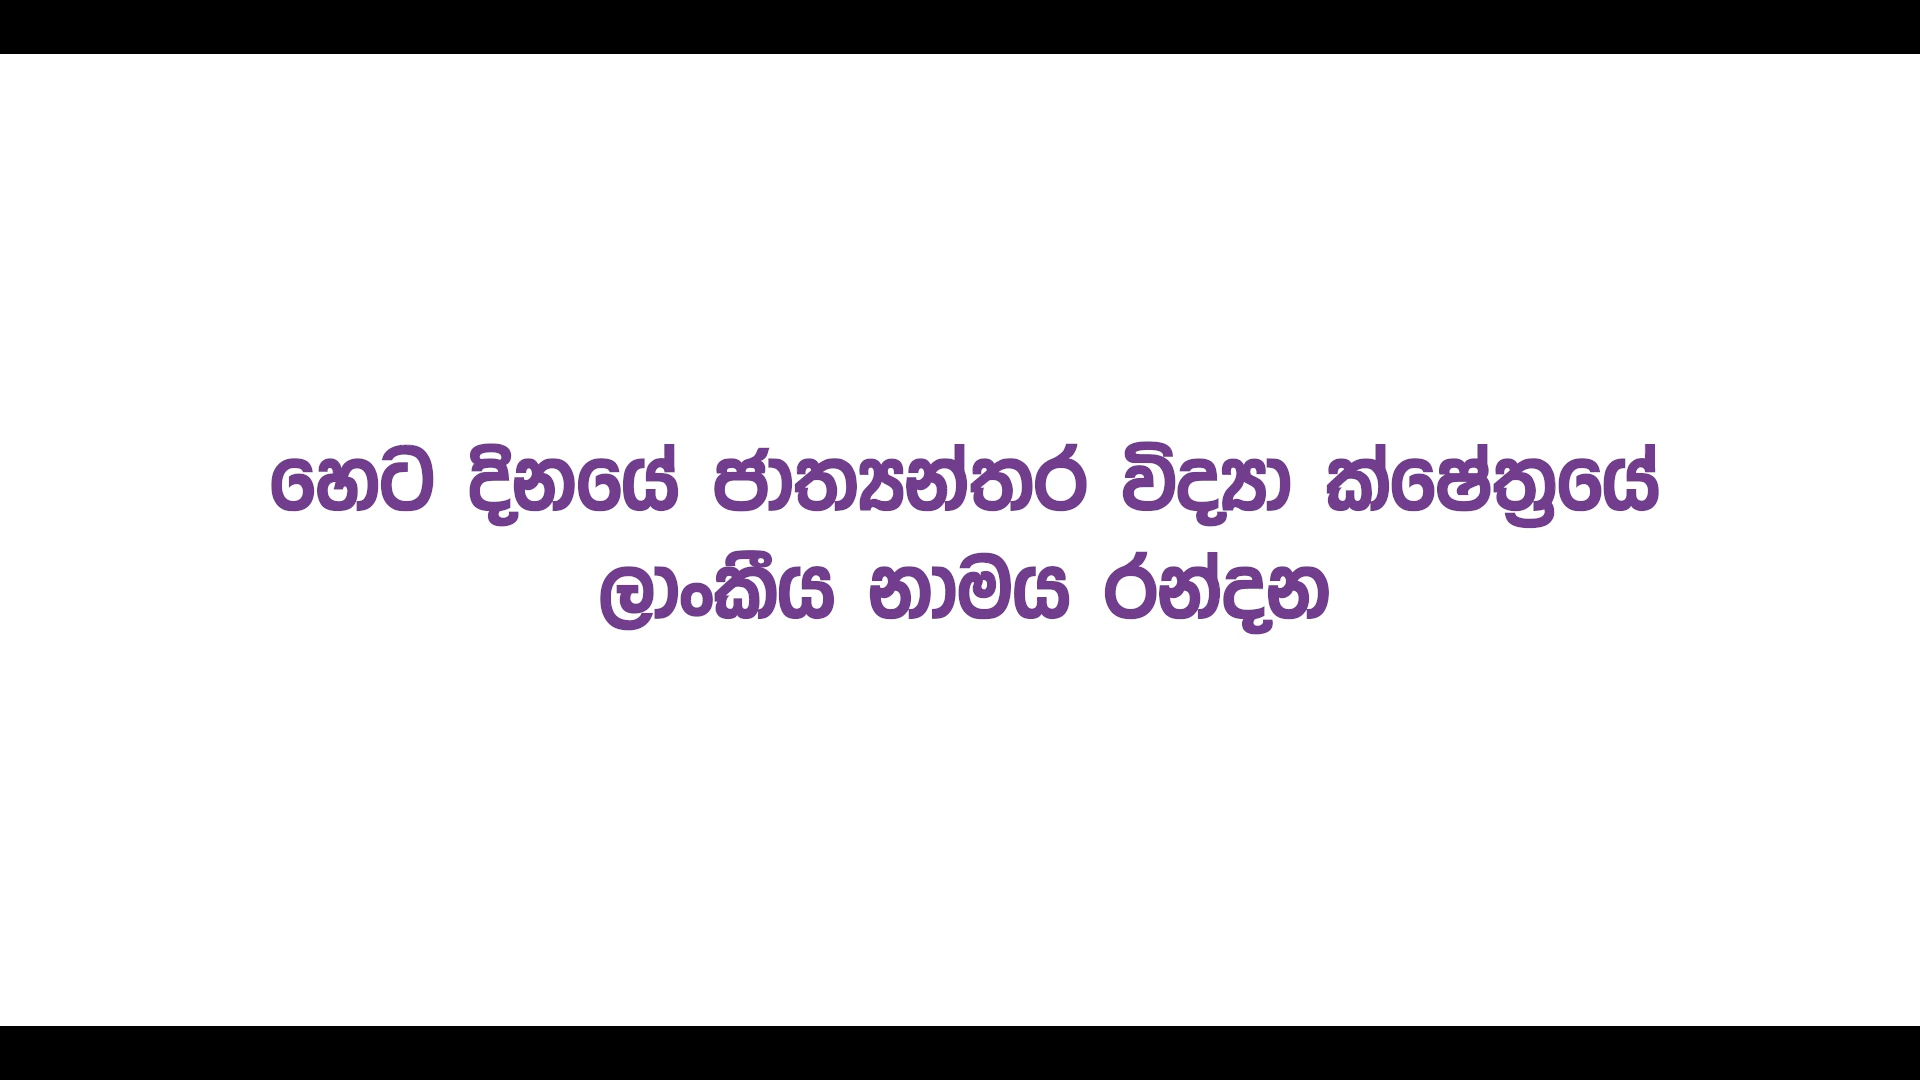 හෙට දිනයේ ජාත්‍යන්තර විද්‍යා ක්ෂේත්‍රයේ
ලාංකීය නාමය රන්දන